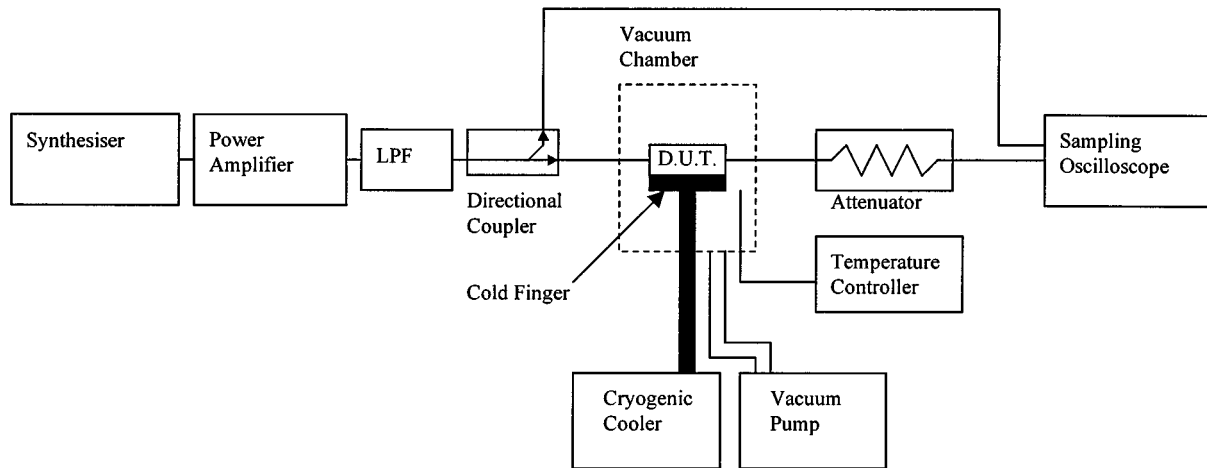 Vacuum
Chamber
Synthesiser
Power
Amplifier
LPF
D.U.T.
Sampling
Oscilloscope
Directional
Coupler
Attenuator
Cold Finger
Temperature
Controller
Cryogenic
Cooler
Vacuum
Pump